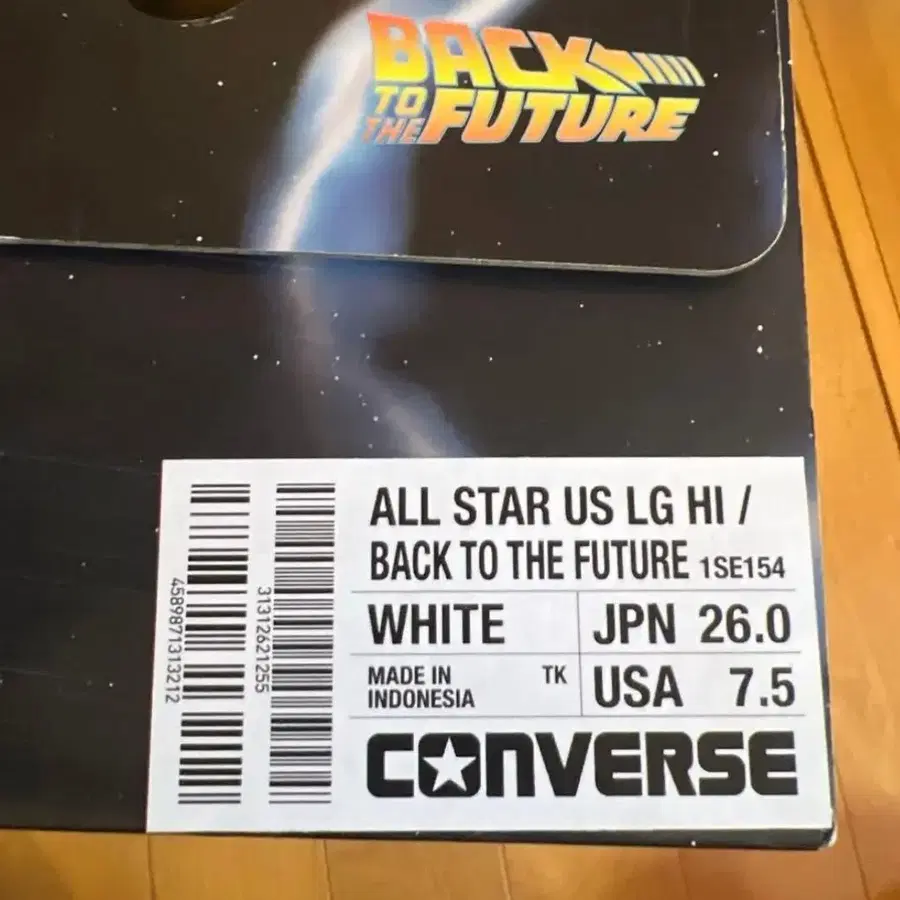 BACK
TO THE FUTURE
ALL STAR US LG HI /
BACK TO THE FUTURE 1SE154
WHITE
JPN 26.0
MADE IN
INDONESIA
TK
USA 7.5
CONVERSE
4589871313212
31312621255